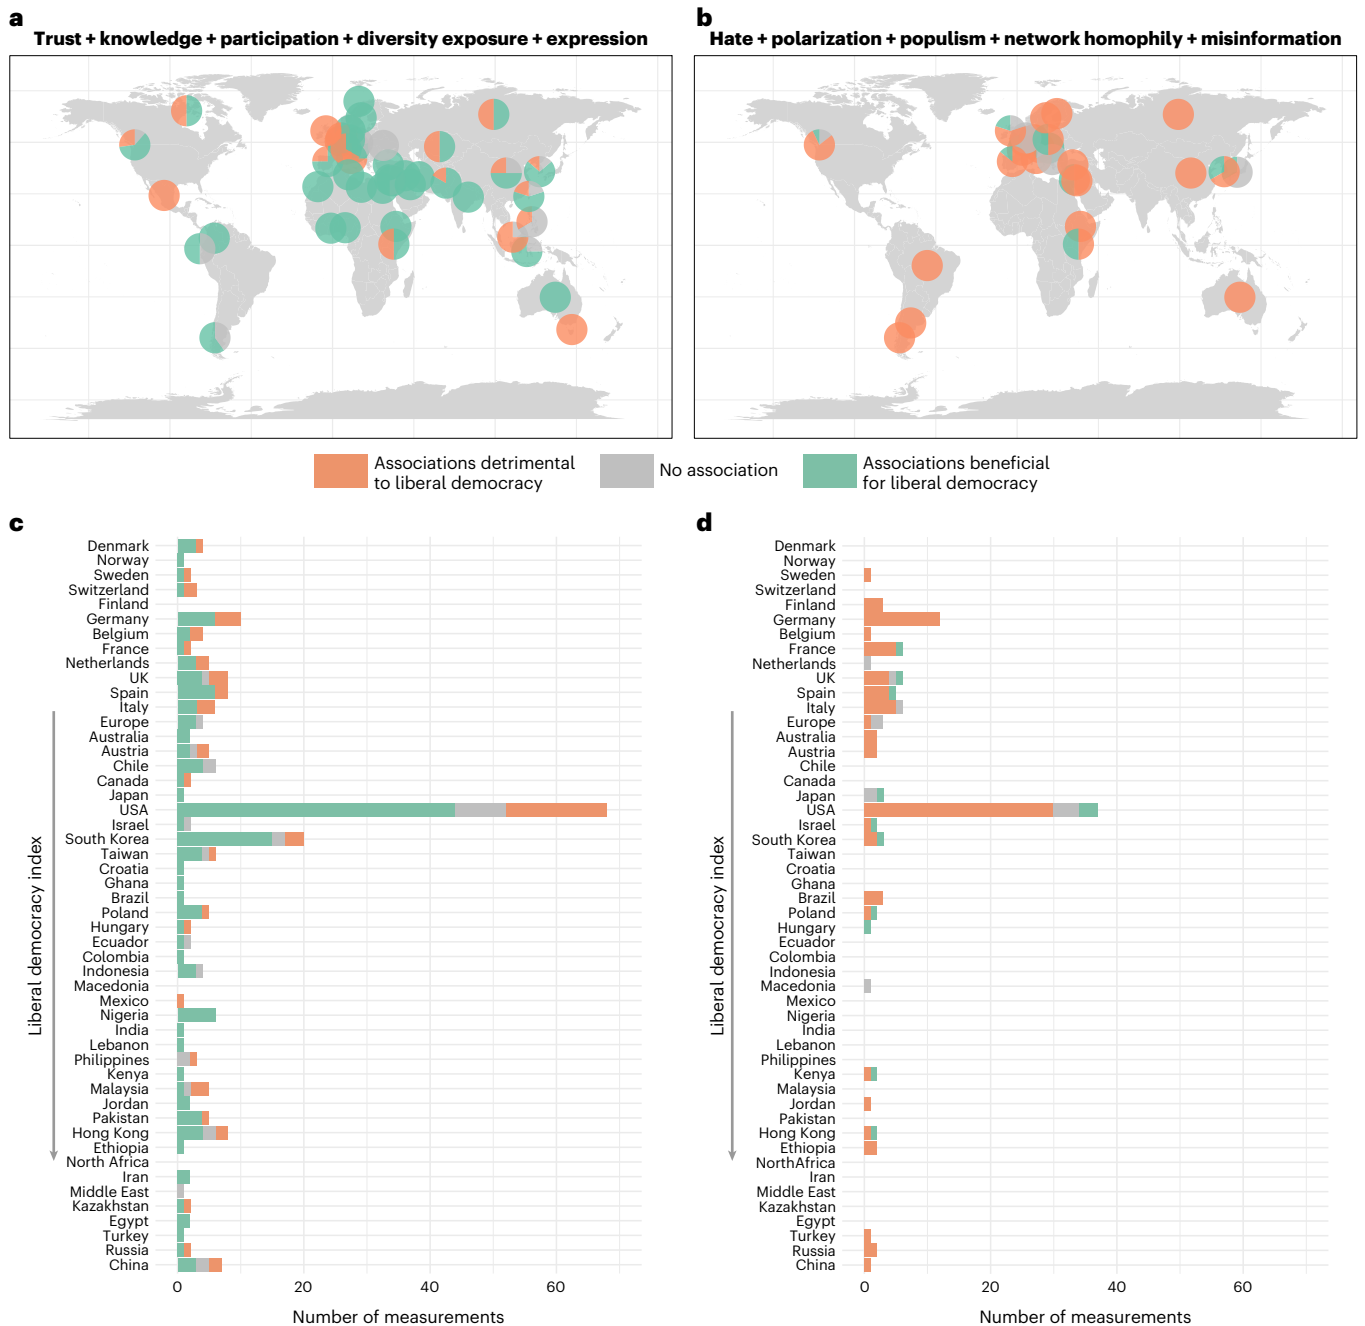 a
Trust + knowledge + participation + diversity exposure + expression
b
Hate + polarization + populism + network homophily + misinformation
Associations detrimental
to liberal democracy
No association
Associations beneficial
for liberal democracy
c
Denmark
Norway
Sweden
Switzerland
Finland
Germany
Belgium
France
Netherlands
UK
Spain
Italy
Europe
Australia
Austria
Chile
Canada
Japan
USA
Israel
South Korea
Taiwan
Croatia
Ghana
Brazil
Poland
Hungary
Ecuador
Colombia
Indonesia
Macedonia
Mexico
Nigeria
India
Lebanon
Philippines
Kenya
Malaysia
Jordan
Pakistan
Hong Kong
Ethiopia
North Africa
Iran
Middle East
Kazakhstan
Egypt
Turkey
Russia
China
Liberal democracy index
0 20 40 60
Number of measurements
d
Denmark
Norway
Sweden
Switzerland
Finland
Germany
Belgium
France
Netherlands
UK
Spain
Italy
Europe
Australia
Austria
Chile
Canada
Japan
USA
Israel
South Korea
Taiwan
Croatia
Ghana
Brazil
Poland
Hungary
Ecuador
Colombia
Indonesia
Macedonia
Mexico
Nigeria
India
Lebanon
Philippines
Kenya
Malaysia
Jordan
Pakistan
Hong Kong
Ethiopia
NorthAfrica
Iran
Middle East
Kazakhstan
Egypt
Turkey
Russia
China
Liberal democracy index
0 20 40 60
Number of measurements